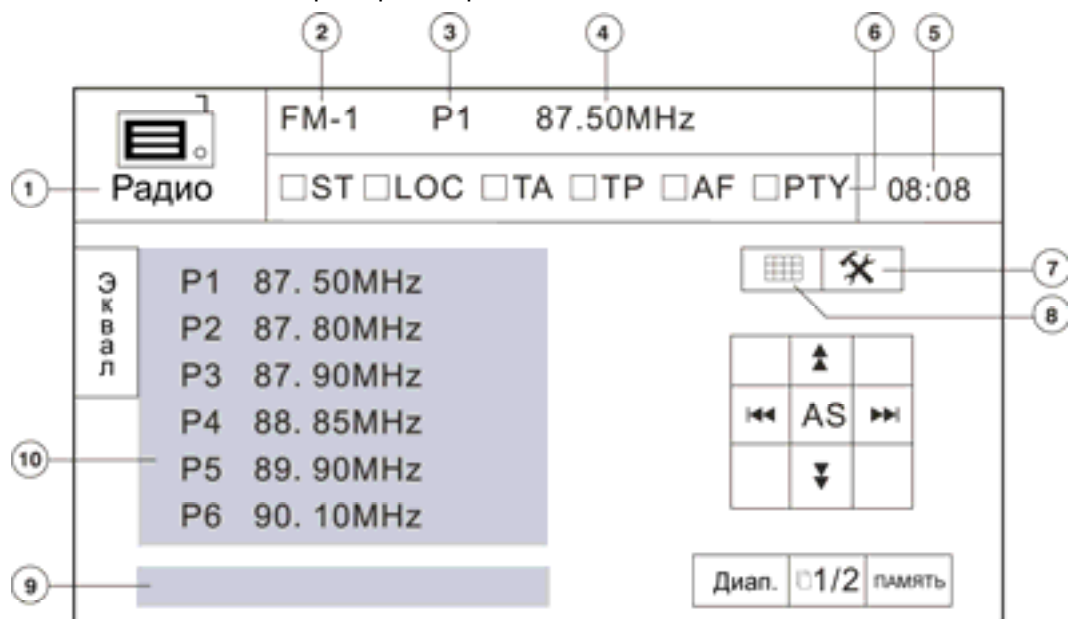 2 3 4 6 5
FM-1 P1 87.50MHz
1 Радио ST LOC TA TP AF PTY 08:08
Эквал
P1 87. 50MHz
7
P2 87. 80MHz
8
P3 87. 90MHz
P4 88. 85MHz
AS
10
P5 89. 90MHz
P6 90. 10MHz
9
Диап. 1/2 ПАМЯТЬ